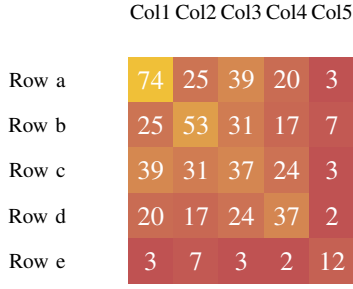 Col1 Col2 Col3 Col4 Col5
Row a 74 25 39 20 3
Row b 25 53 31 17 7
Row c 39 31 37 24 3
Row d 20 17 24 37 2
Row e 3 7 3 2 12